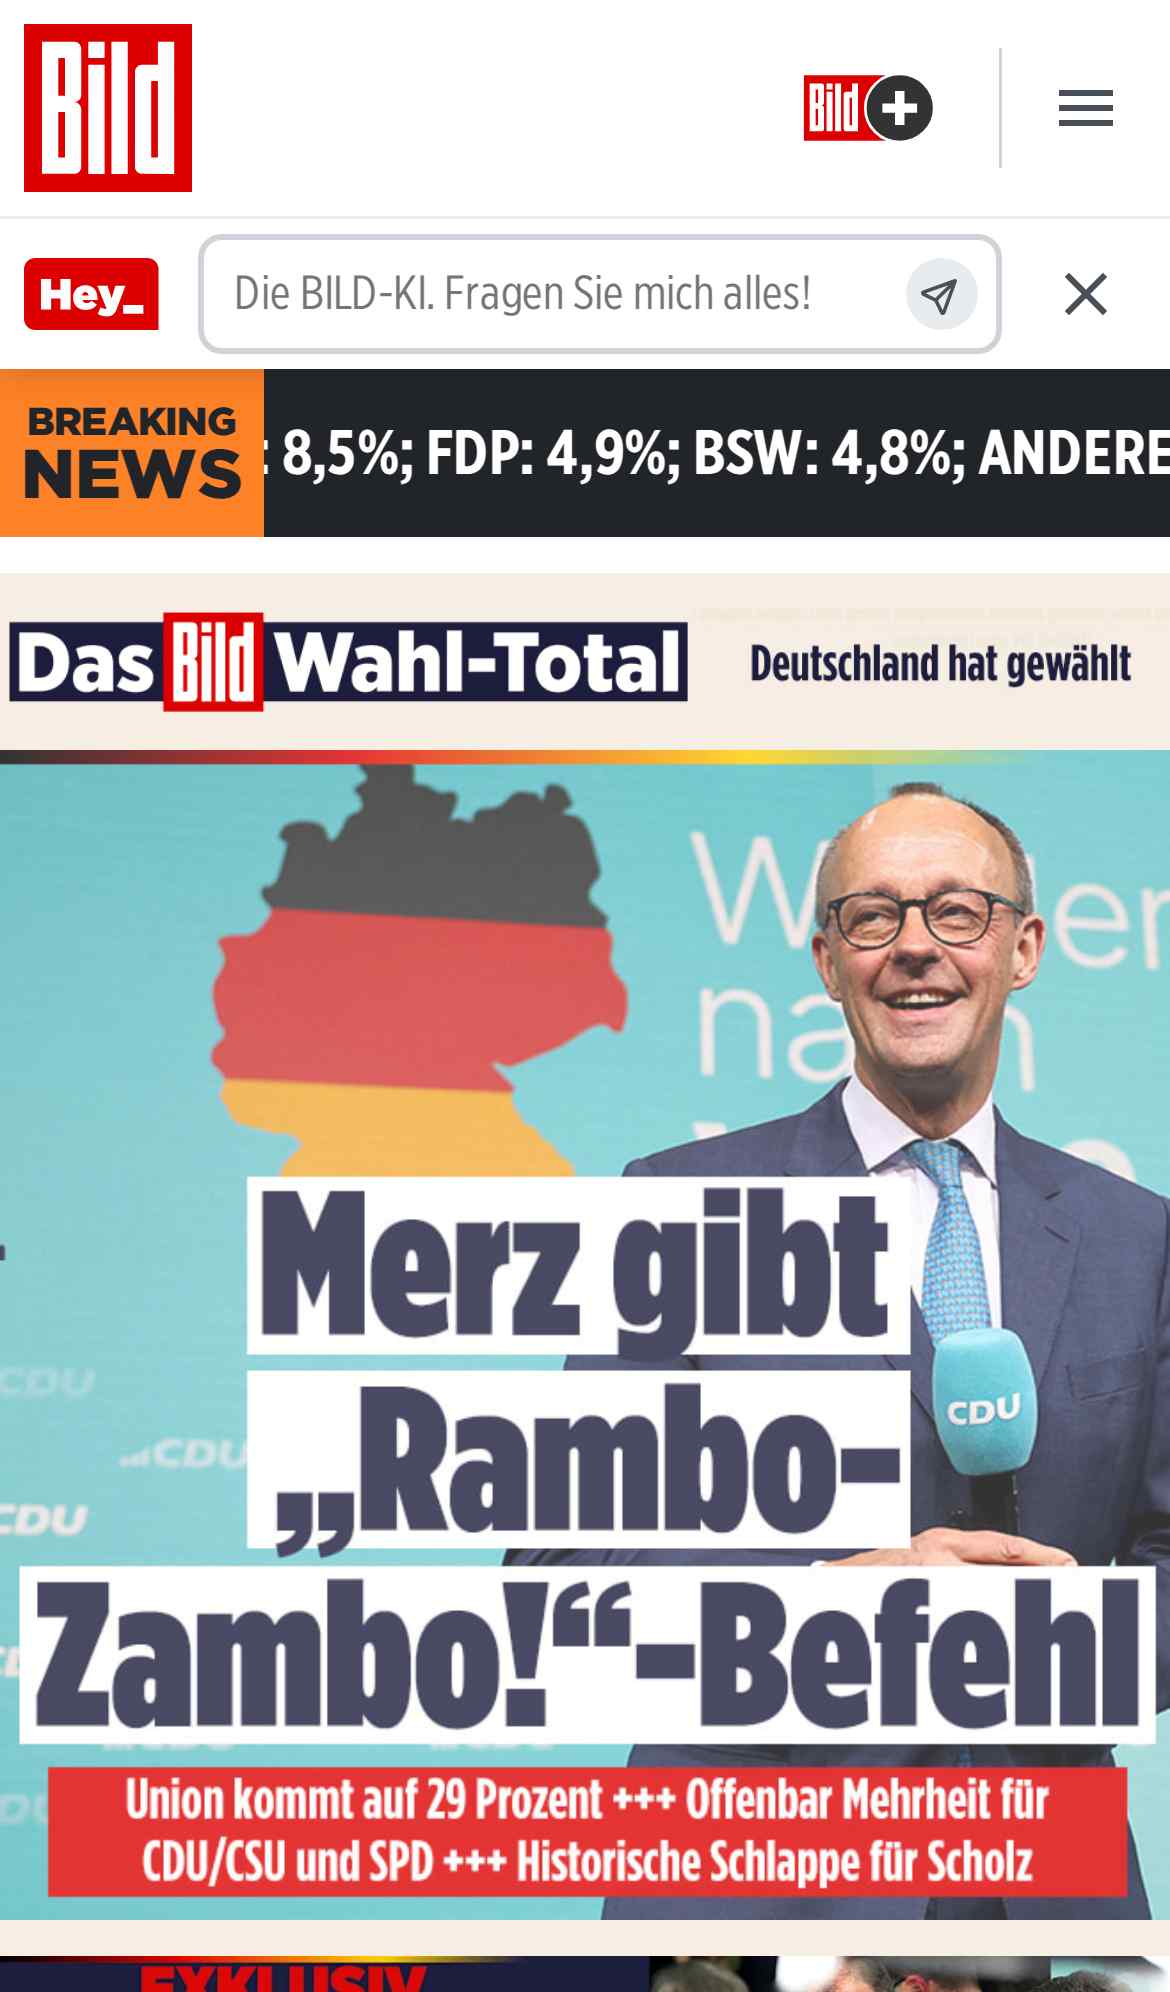 Bild
Bild
Hey_
Die BILD-KI. Fragen Sie mich alles!
BREAKING
NEWS
: 8,5%; FDP: 4,9%; BSW: 4,8%; ANDERE
Das Bild Wahl-Total
Deutschland hat gewählt
Merz gibt
„Rambo-
Zambo!“-Befehl
CDU
CDU
CDU
CDU
Union kommt auf 29 Prozent +++ Offenbar Mehrheit für
CDU/CSU und SPD +++ Historische Schlappe für Scholz
EXKLUSIV